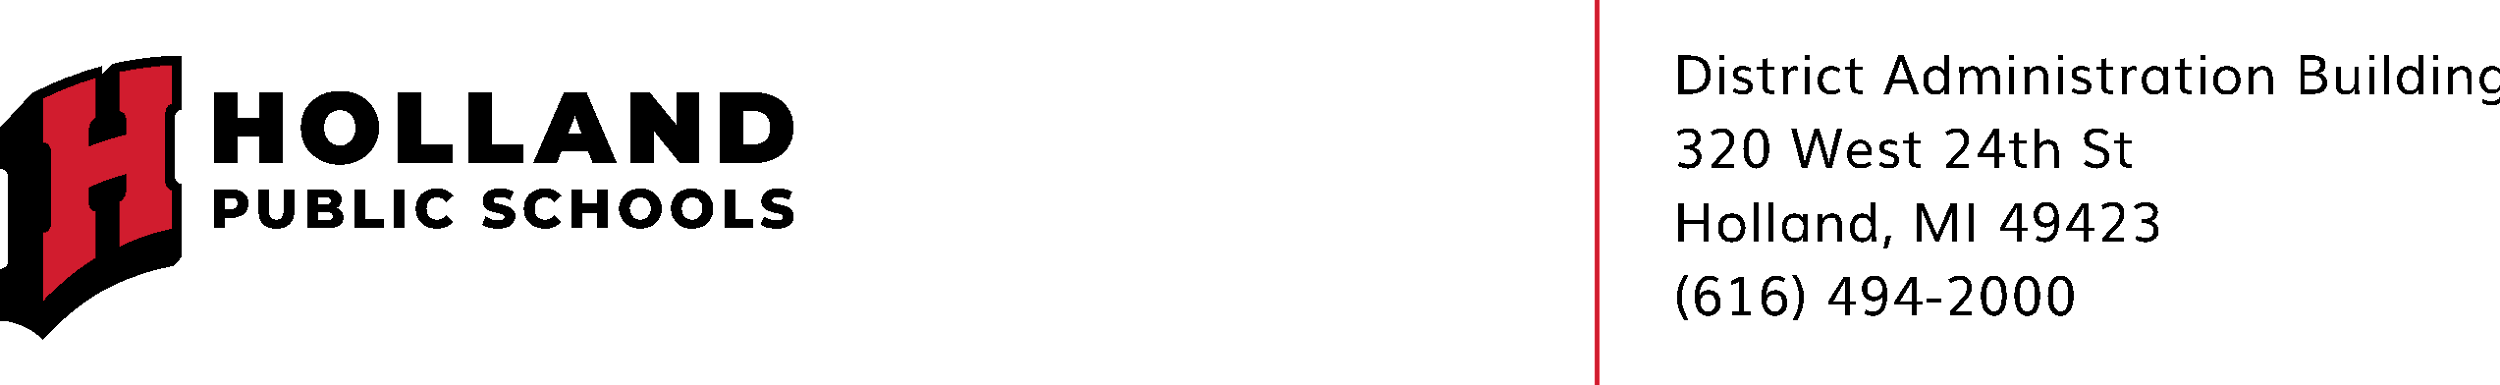 H
HOLLAND
PUBLIC SCHOOLS
District Administration Building
320 West 24th St
Holland, MI 49423
(616) 494-2000